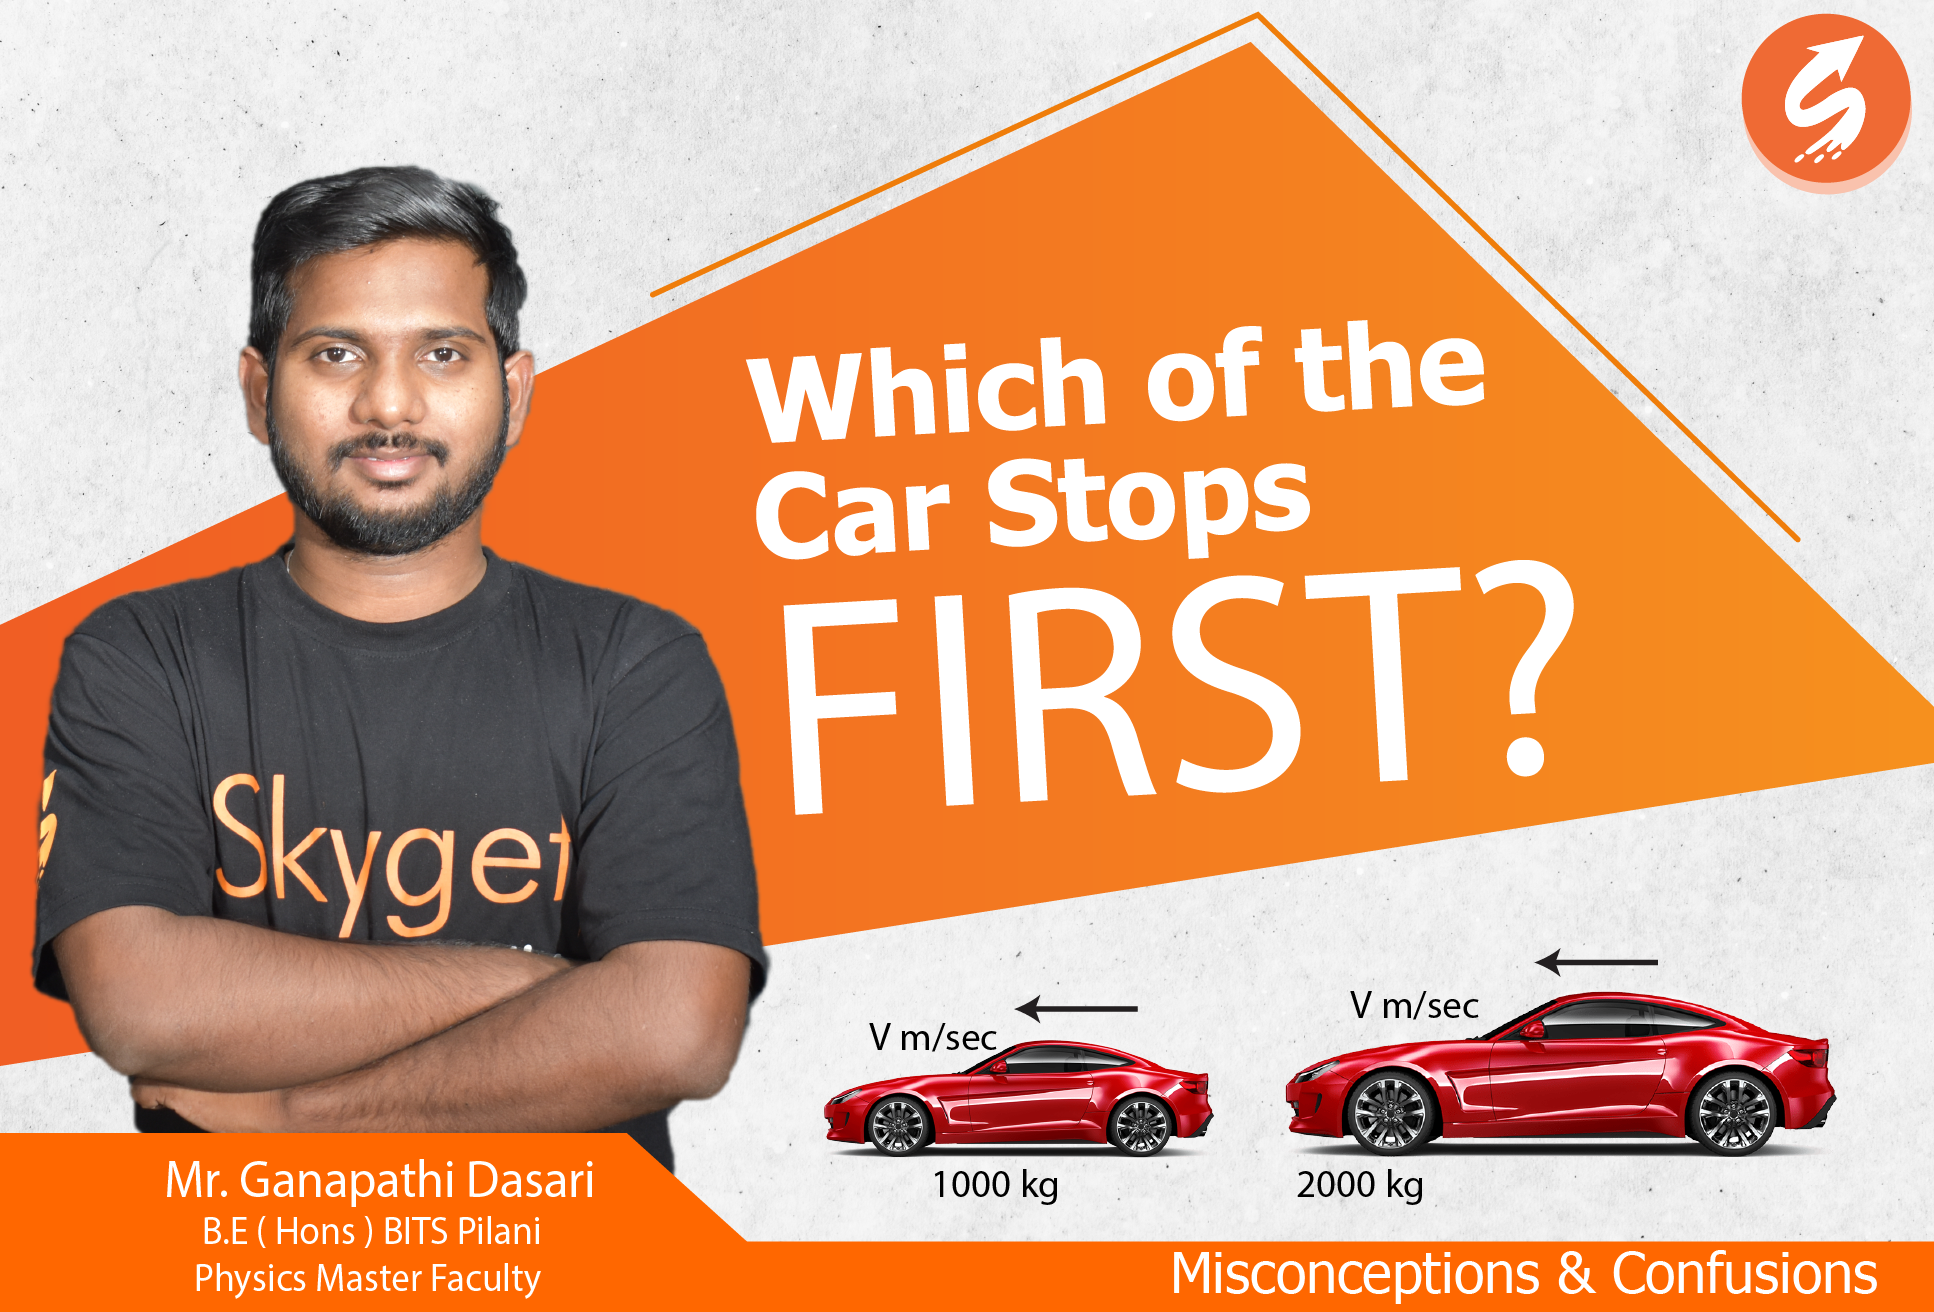 Which of the
Car Stops
FIRST?
Skyget
V m/sec
V m/sec
1000 kg
2000 kg
Mr. Ganapathi Dasari
B.E ( Hons ) BITS Pilani
Physics Master Faculty
Misconceptions & Confusions